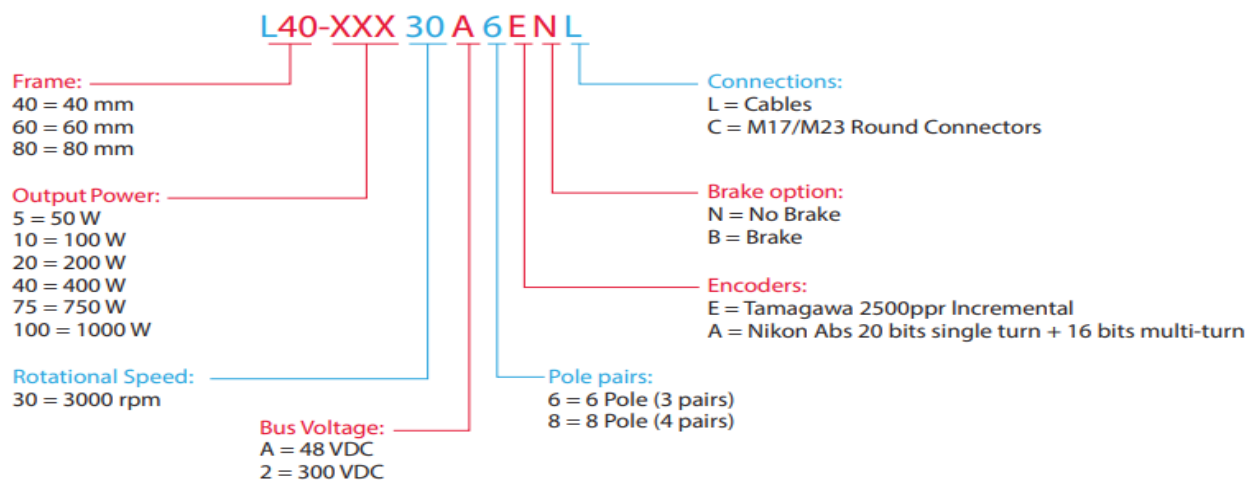 L40-XXX 30 A 6 E N L
Frame:
40 = 40 mm
60 = 60 mm
80 = 80 mm
Output Power:
5 = 50 W
10 = 100 W
20 = 200 W
40 = 400 W
75 = 750 W
100 = 1000 W
Rotational Speed:
30 = 3000 rpm
Bus Voltage:
A = 48 VDC
2 = 300 VDC
Pole pairs:
6 = 6 Pole (3 pairs)
8 = 8 Pole (4 pairs)
Encoders:
E = Tamagawa 2500ppr Incremental
A = Nikon Abs 20 bits single turn + 16 bits multi-turn
Brake option:
N = No Brake
B = Brake
Connections:
L = Cables
C = M17/M23 Round Connectors